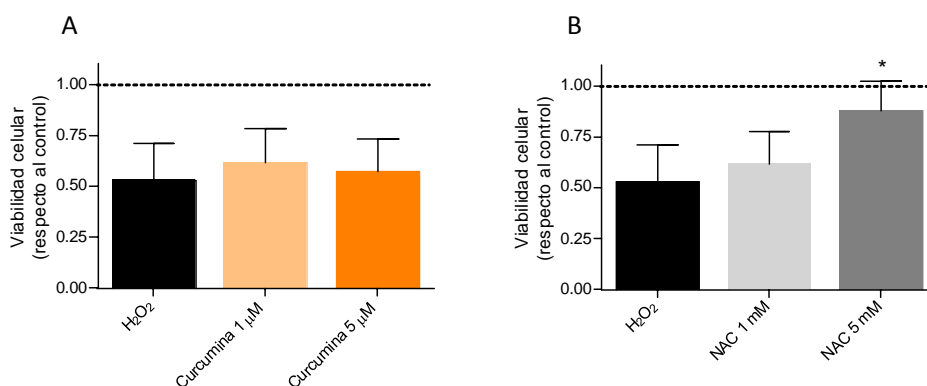 A
Viabilidad celular
(respecto al control)
1.00
0.75
0.50
0.25
0.00
H₂O₂
Curcumina 1 μM
Curcumina 5 μM
B
Viabilidad celular
(respecto al control)
1.00
0.75
0.50
0.25
0.00
*
H₂O₂
NAC 1 mM
NAC 5 mM